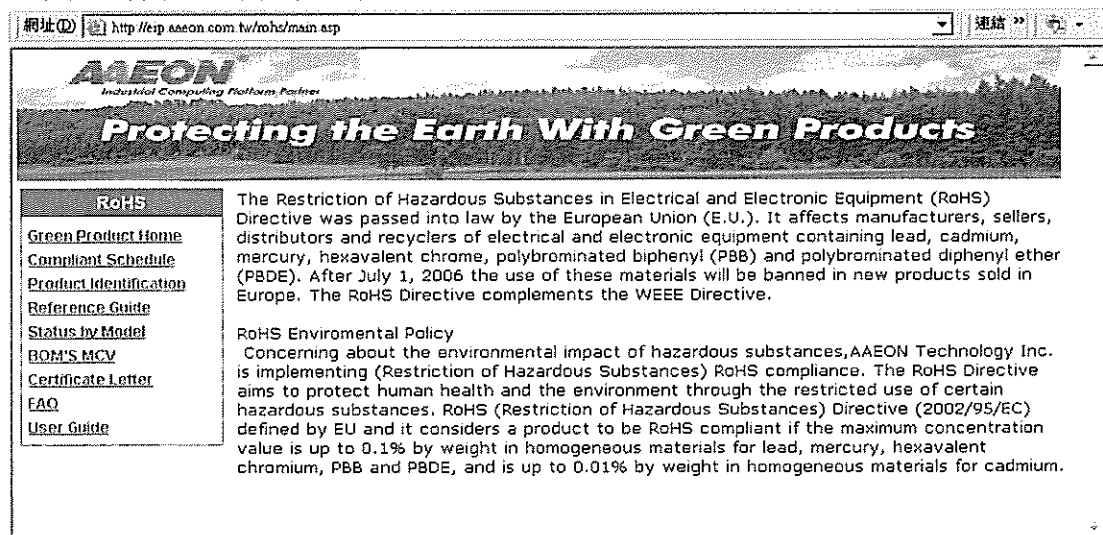 網址(D) http://eip.aaeon.com.tw/rohs/main.asp 連結 »
AAEON
Industrial Computing Platform Partner
Protecting the Earth With Green Products
RoHS
Green Product Home
Compliant Schedule
Product Identification
Reference Guide
Status by Model
BOM'S MCV
Certificate Letter
FAQ
User Guide
The Restriction of Hazardous Substances in Electrical and Electronic Equipment (RoHS)
Directive was passed into law by the European Union (E.U.). It affects manufacturers, sellers,
distributors and recyclers of electrical and electronic equipment containing lead, cadmium,
mercury, hexavalent chrome, polybrominated biphenyl (PBB) and polybrominated diphenyl ether
(PBDE). After July 1, 2006 the use of these materials will be banned in new products sold in
Europe. The RoHS Directive complements the WEEE Directive.
RoHS Enviromental Policy
Concerning about the environmental impact of hazardous substances,AAEON Technology Inc.
is implementing (Restriction of Hazardous Substances) RoHS compliance. The RoHS Directive
aims to protect human health and the environment through the restricted use of certain
hazardous substances. RoHS (Restriction of Hazardous Substances) Directive (2002/95/EC)
defined by EU and it considers a product to be RoHS compliant if the maximum concentration
value is up to 0.1% by weight in homogeneous materials for lead, mercury, hexavalent
chromium, PBB and PBDE, and is up to 0.01% by weight in homogeneous materials for cadmium.